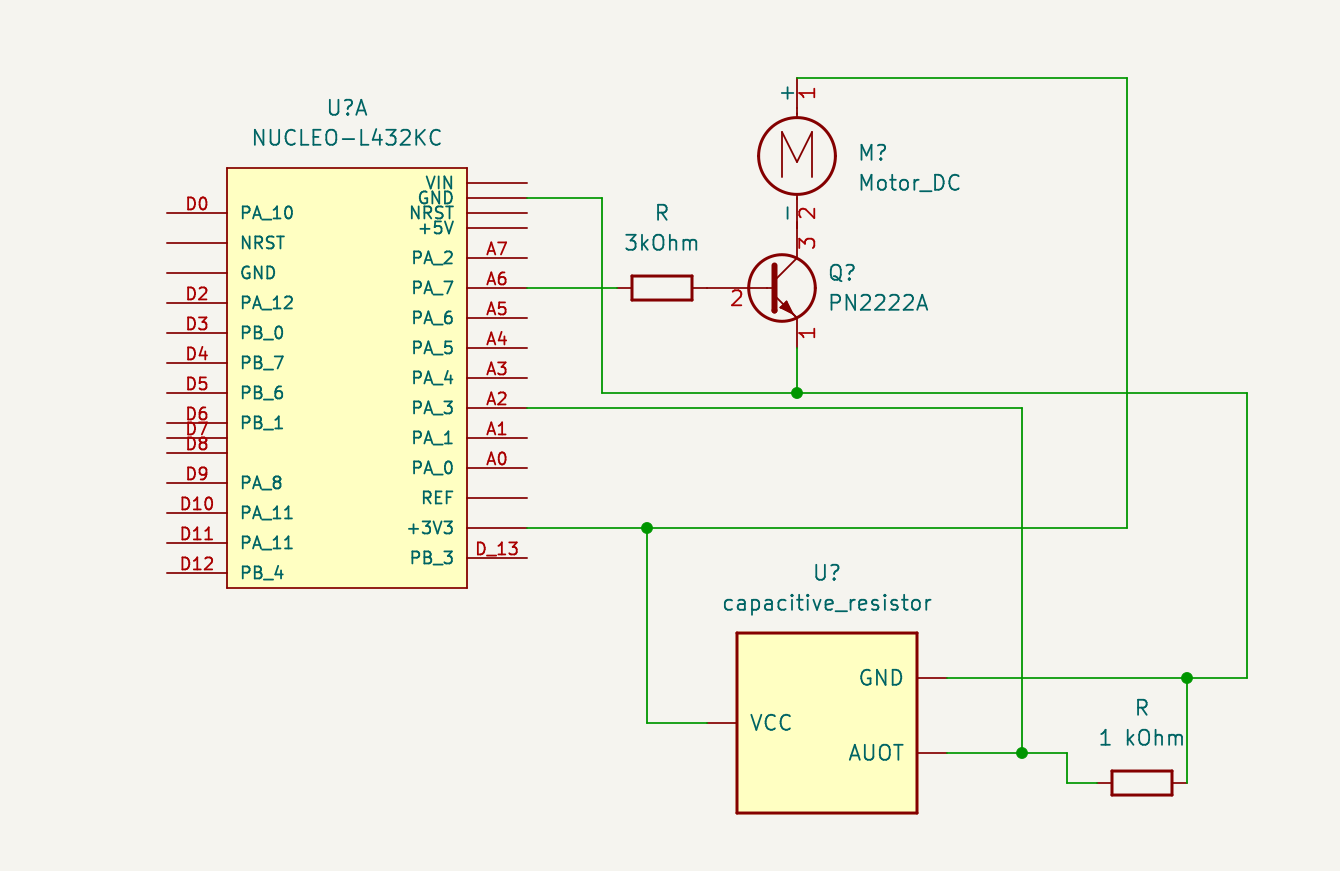 U?A
NUCLEO-L432KC
VIN
GND
NRST
+5V
D0
PA_10
NRST
GND
D2
PA_12
D3
PB_0
D4
PB_7
D5
PB_6
D6
PB_1
D7
D8
D9
PA_8
D10
PA_11
D11
PA_11
D12
PB_4
PA_2
A7
PA_7
A6
PA_6
A5
PA_5
A4
PA_4
A3
PA_3
A2
PA_1
A1
PA_0
A0
REF
+3V3
PB_3
D_13
R
3kOhm
+
1
M
M?
Motor_DC
-
2
3
Q?
PN2222A
2
1
U?
capacitive_resistor
GND
VCC
AUOT
R
1 kOhm